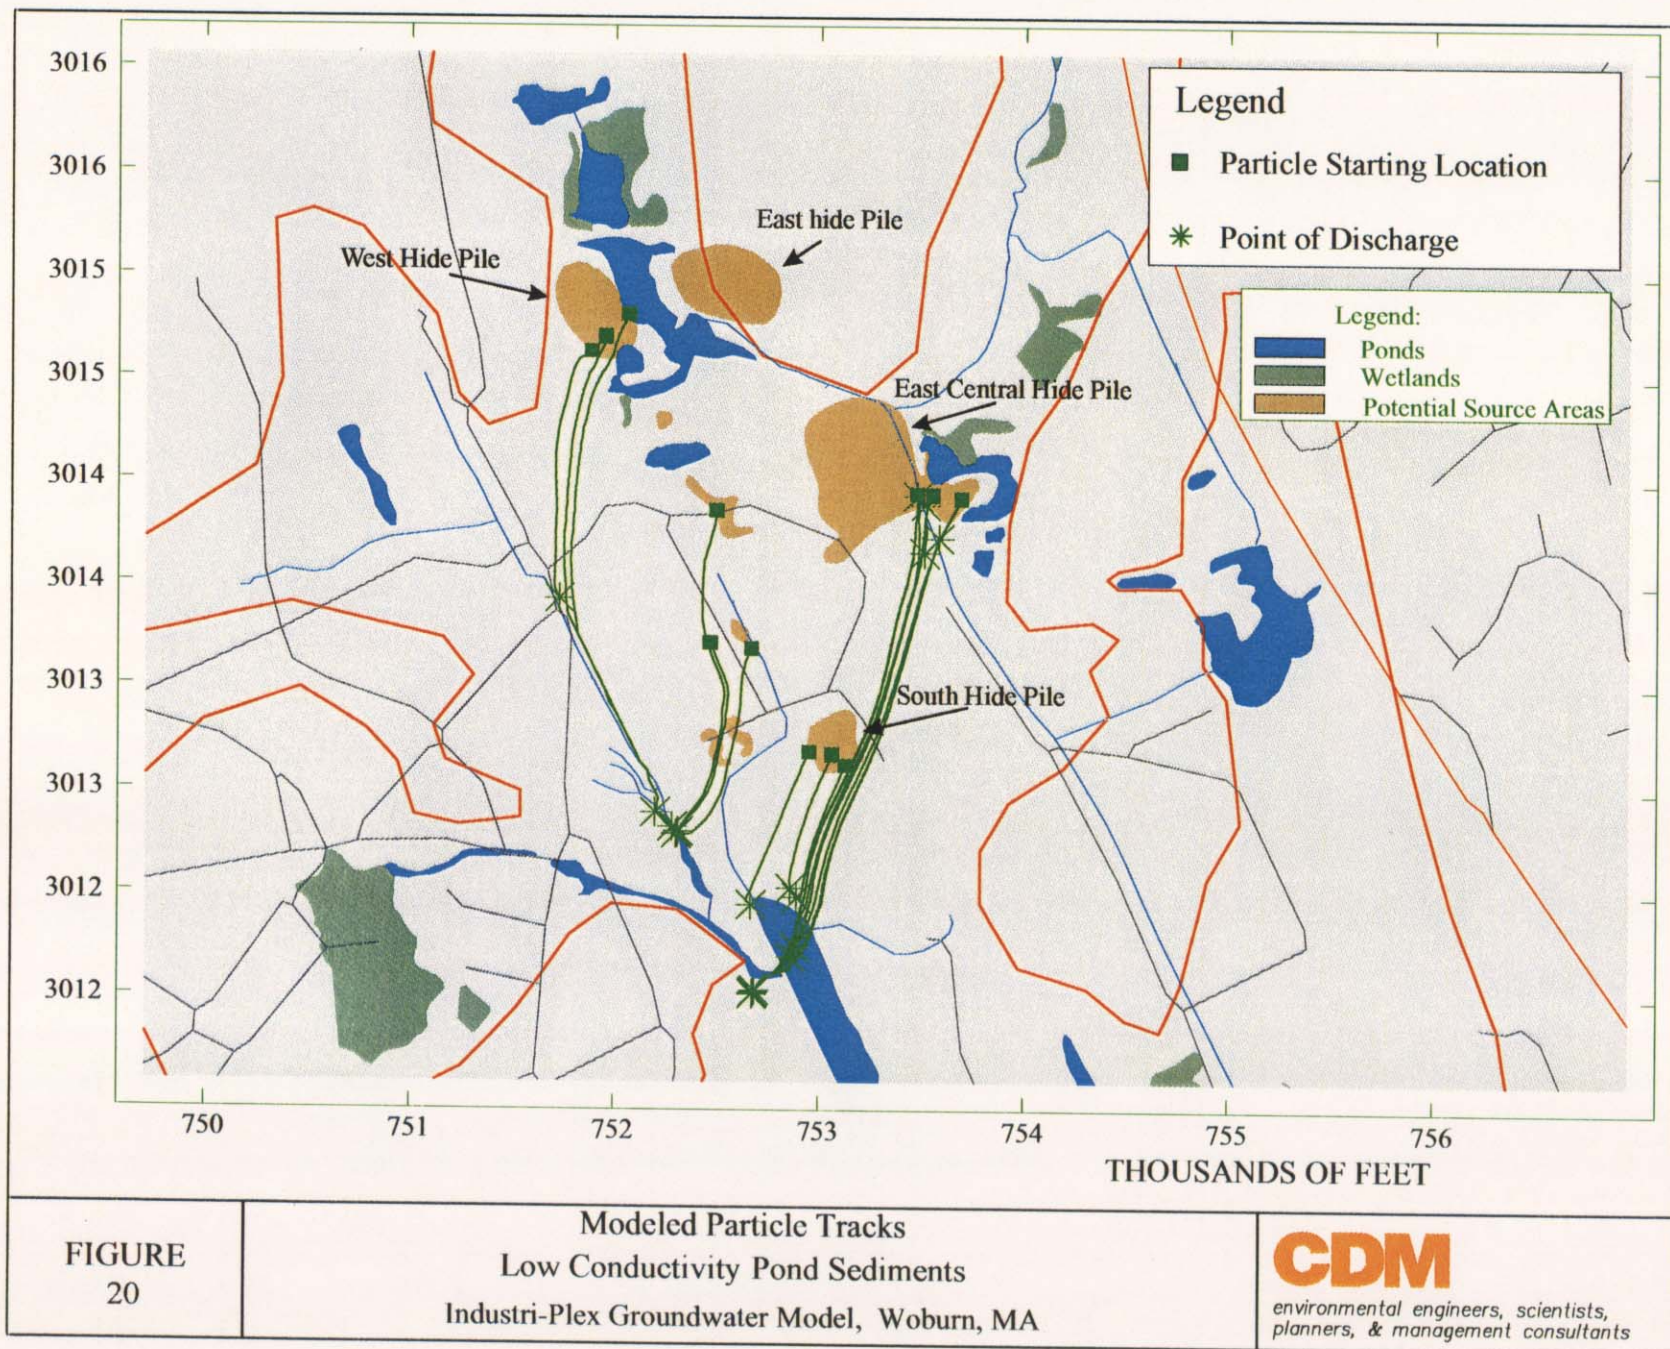 3016
3016
3015
3015
3014
3014
3013
3013
3012
3012
750
751
752
753
754
755
756
THOUSANDS OF FEET
West Hide Pile
East hide Pile
East Central Hide Pile
South Hide Pile
Legend
Particle Starting Location
Point of Discharge
Legend:
Ponds
Wetlands
Potential Source Areas
FIGURE
20
Modeled Particle Tracks
Low Conductivity Pond Sediments
Industri-Plex Groundwater Model, Woburn, MA
CDM
environmental engineers, scientists,
planners, & management consultants